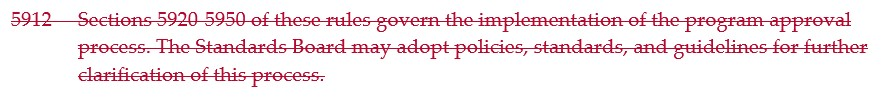 5912 Sections 5920-5950 of these rules govern the implementation of the program approval
process. The Standards Board may adopt policies, standards, and guidelines for further
clarification of this process.